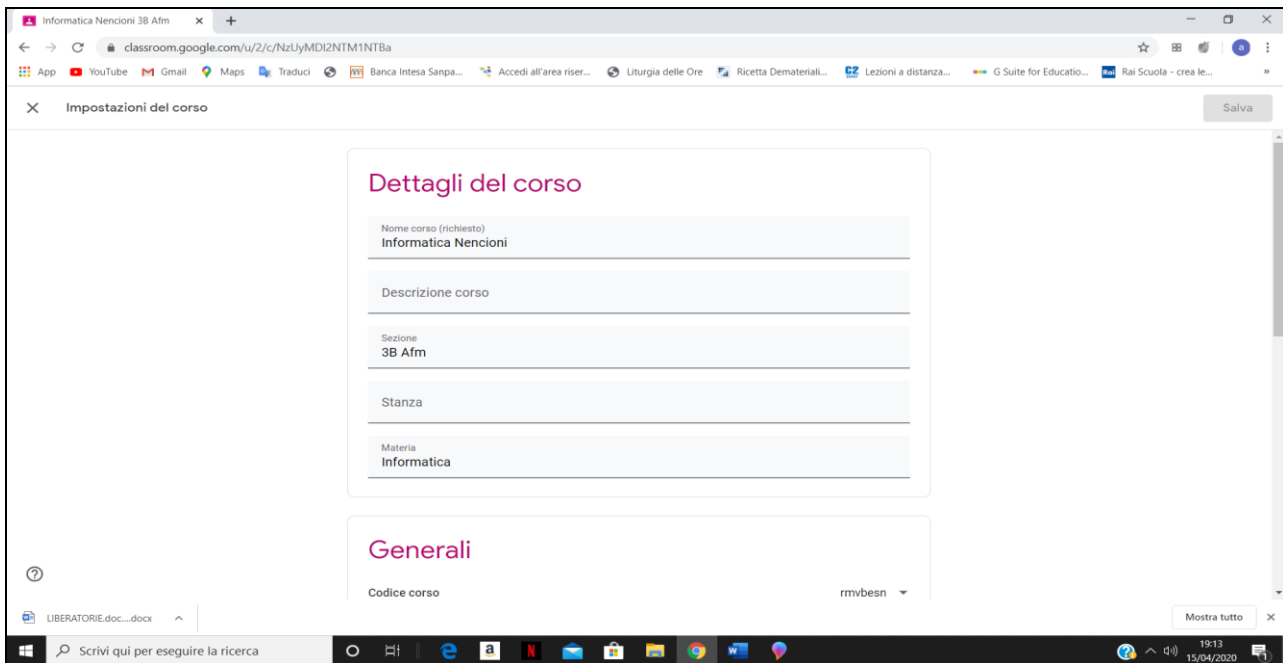 Informatica Nencioni 3B Afm
classroom.google.com/u/2/c/NzUyMDI2NTM1NTBa
a
App YouTube Gmail Maps Traduci Banca Intesa Sanpa... Accedi all'area riser... Liturgia delle Ore Ricetta Demateriali... CZ Lezioni a distanza... G Suite for Educatio... Rai Rai Scuola - crea le... »
Impostazioni del corso Salva
Dettagli del corso
Nome corso (richiesto)
Informatica Nencioni
Descrizione corso
Sezione
3B Afm
Stanza
Materia
Informatica
Generali
Codice corso rmvbesn
LIBERATORIE.doc....docx Mostra tutto
Scrivi qui per eseguire la ricerca
19:13
15/04/2020